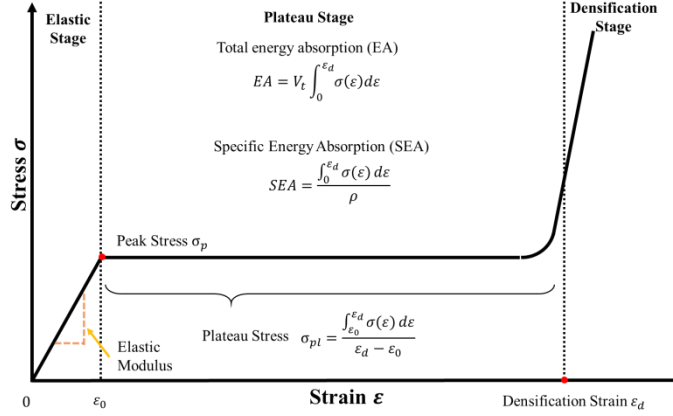 Elastic
Stage
Plateau Stage
Densification
Stage
Total energy absorption (EA)
EA = V_t ∫_0^{ε_d} σ(ε)dε
Specific Energy Absorption (SEA)
SEA = ∫_0^{ε_d} σ(ε) dε / ρ
Stress σ
Peak Stress σ_p
Plateau Stress σ_{pl} = ∫_{ε_0}^{ε_d} σ(ε) dε / ε_d − ε_0
Elastic
Modulus
0
ε_0
Strain ε
Densification Strain ε_d